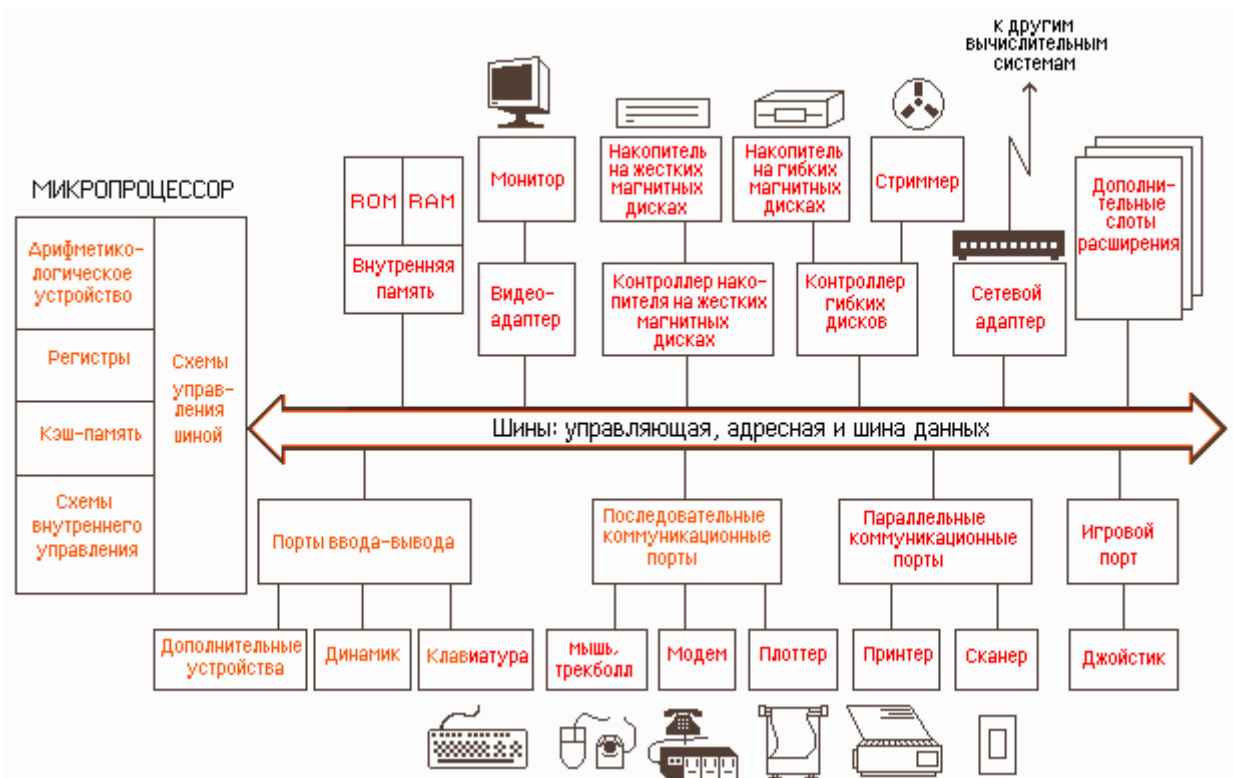 к другим
вычислительным
системам
МИКРОПРОЦЕССОР
Арифметико-
логическое
устройство
Регистры
Кэш-память
Схемы
внутреннего
управления
Схемы
управ-
ления
шиной
ROM
RAM
Внутренняя
память
Монитор
Видео-
адаптер
Накопитель
на жестких
магнитных
дисках
Контроллер нако-
пителя на жестких
магнитных
дисках
Накопитель
на гибких
магнитных
дисках
Стриммер
Контроллер
гибких
дисков
Сетевой
адаптер
Дополни-
тельные
слоты
расширения
Шины: управляющая, адресная и шина данных
Порты ввода-вывода
Последовательные
коммуникационные
порты
Параллельные
коммуникационные
порты
Игровой
порт
Дополнительные
устройства
Динамик
Клавиатура
мышь,
трекболл
Модем
Плоттер
Принтер
Сканер
Джойстик